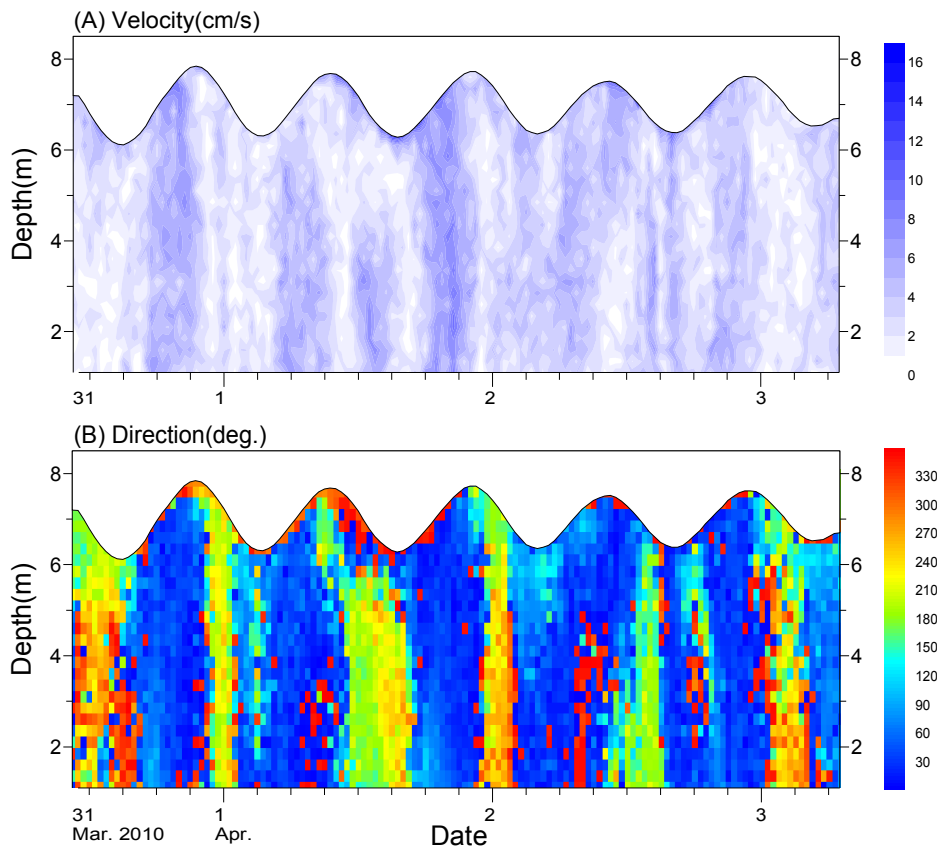 (A) Velocity(cm/s)
8 8 16
14
6 6 12
10
Depth(m)
4 4 8
6
4
2 2 2
0
31 1 2 3
(B) Direction(deg.)
8 8 330
300
270
6 6 240
210
Depth(m)
4 4 180
150
120
90
2 2 60
30
31 1 2 3
Mar. 2010 Apr. Date